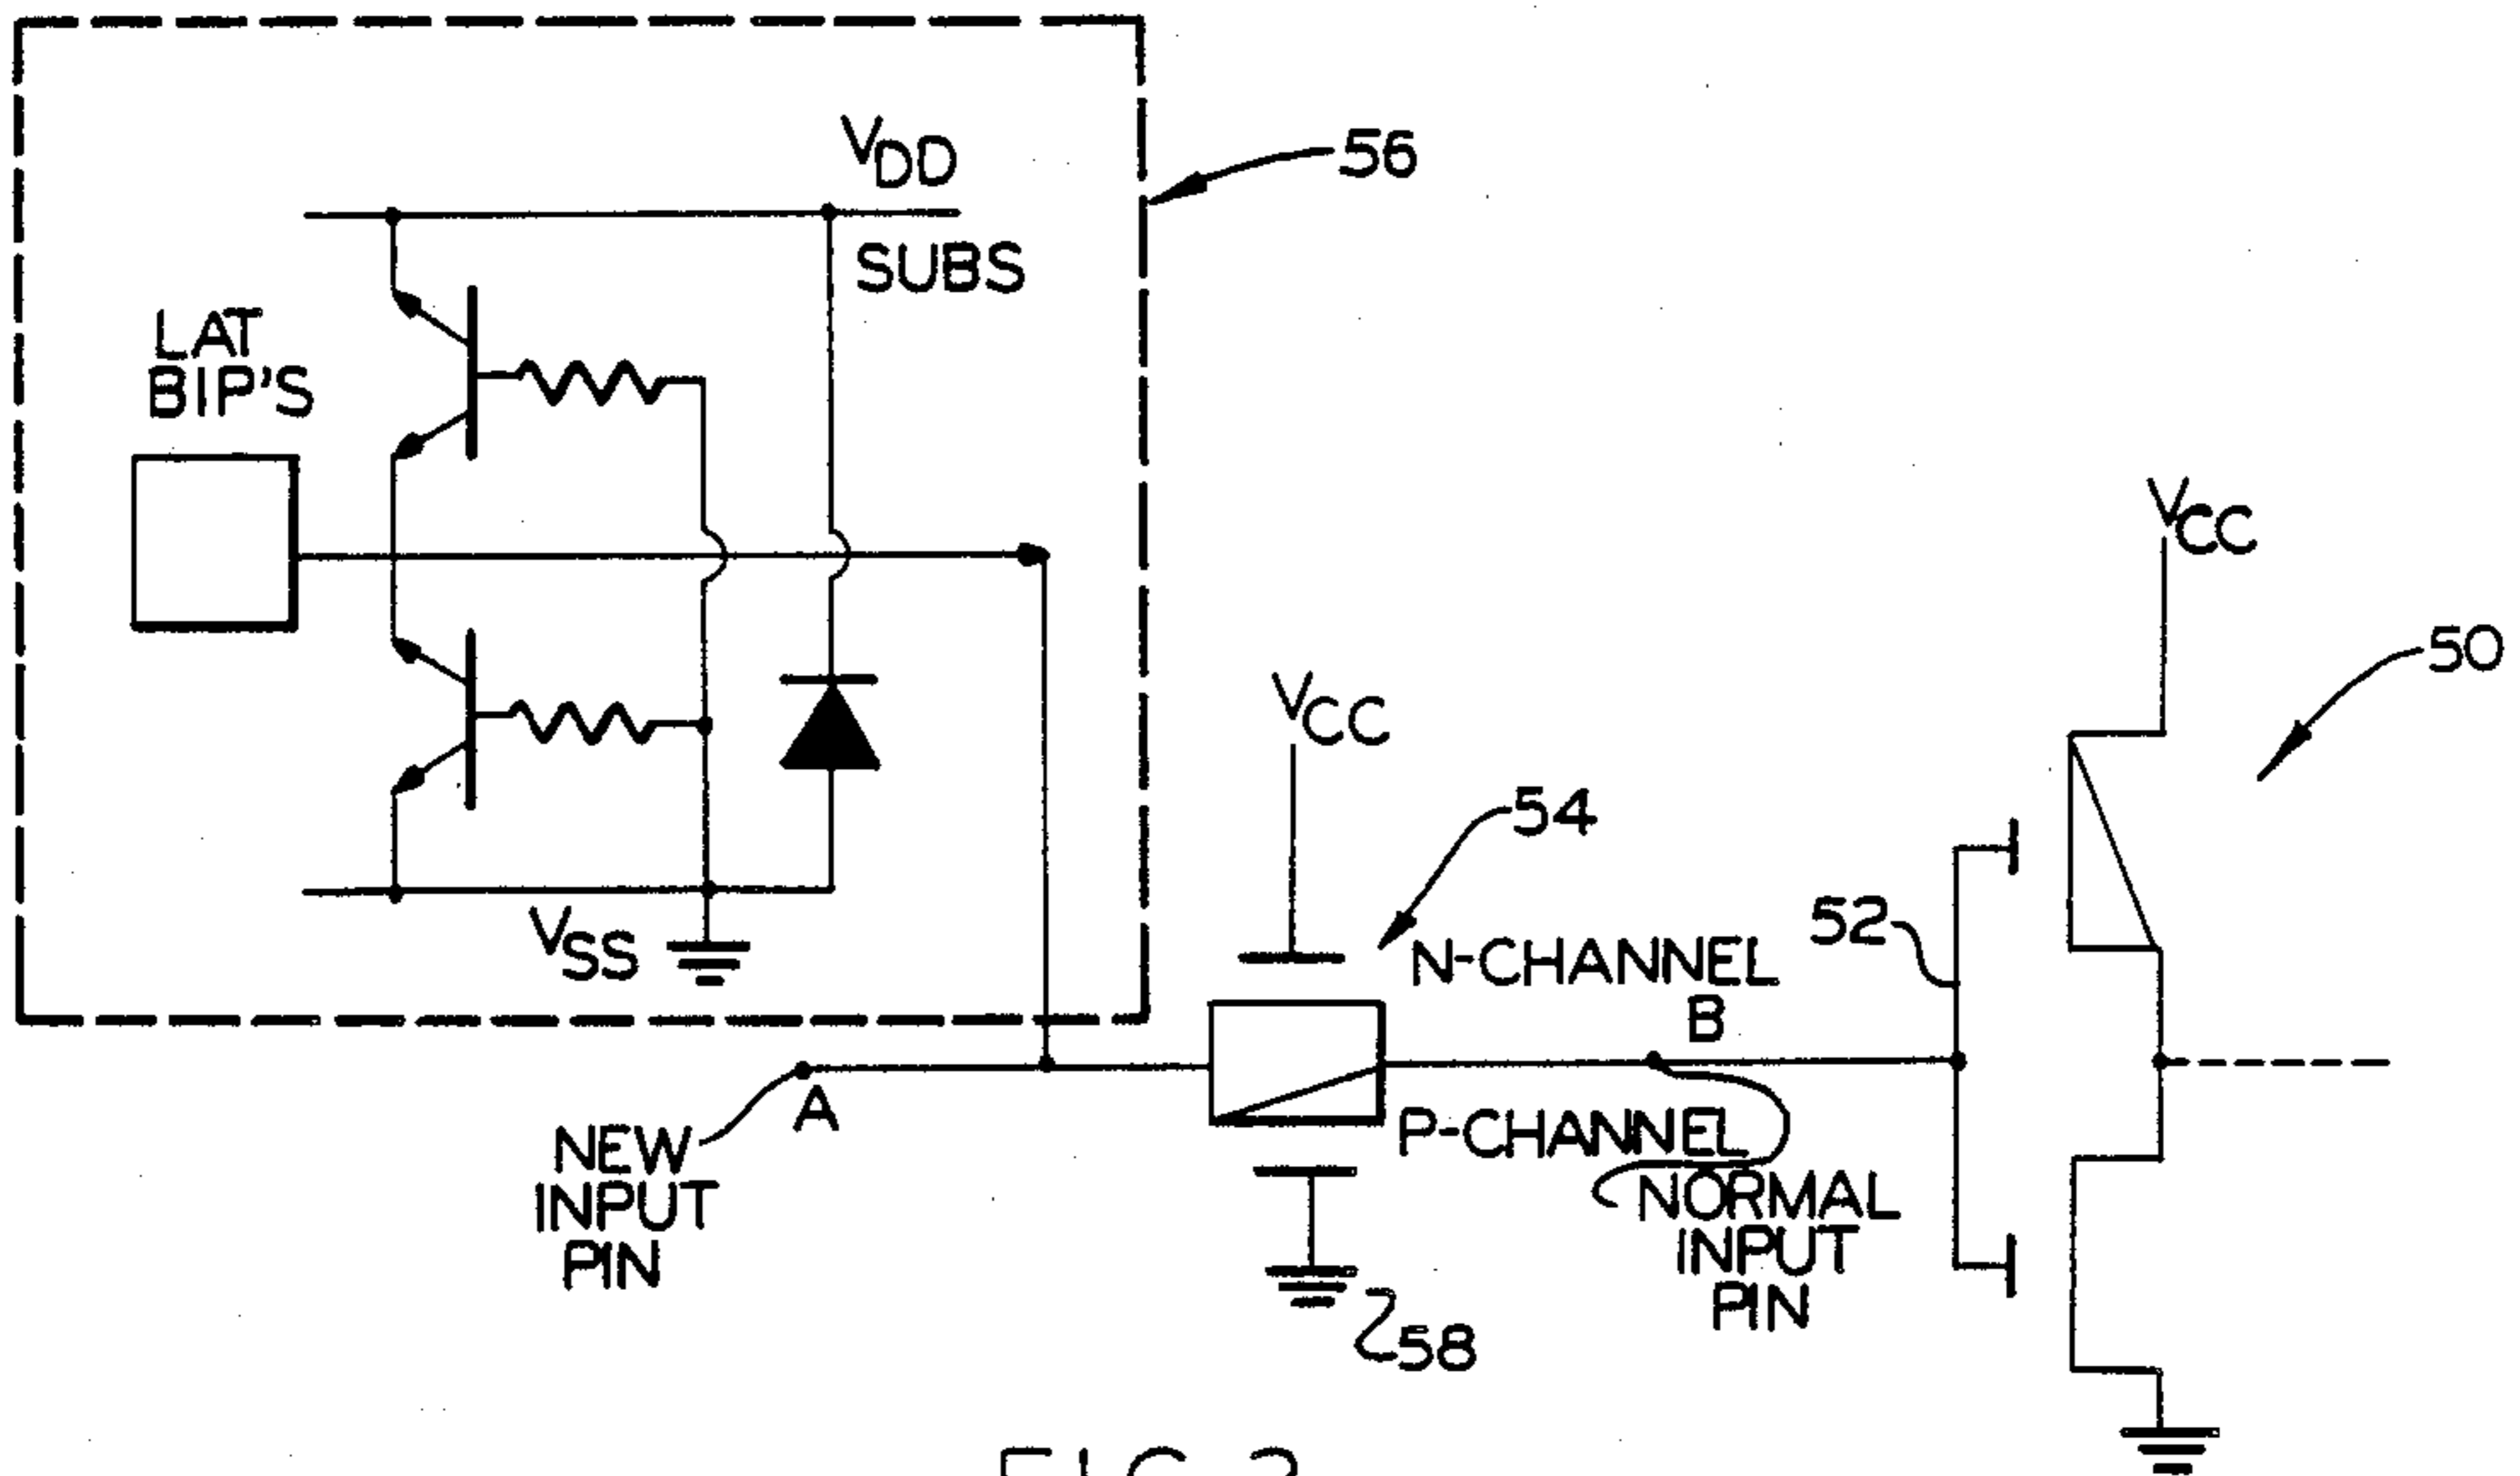 VDD
56
SUBS
LAT
BIP'S
VCC
50
VCC
54
52
N-CHANNEL
B
VSS
A
P-CHANNEL
NEW
INPUT
PIN
NORMAL
INPUT
PIN
58